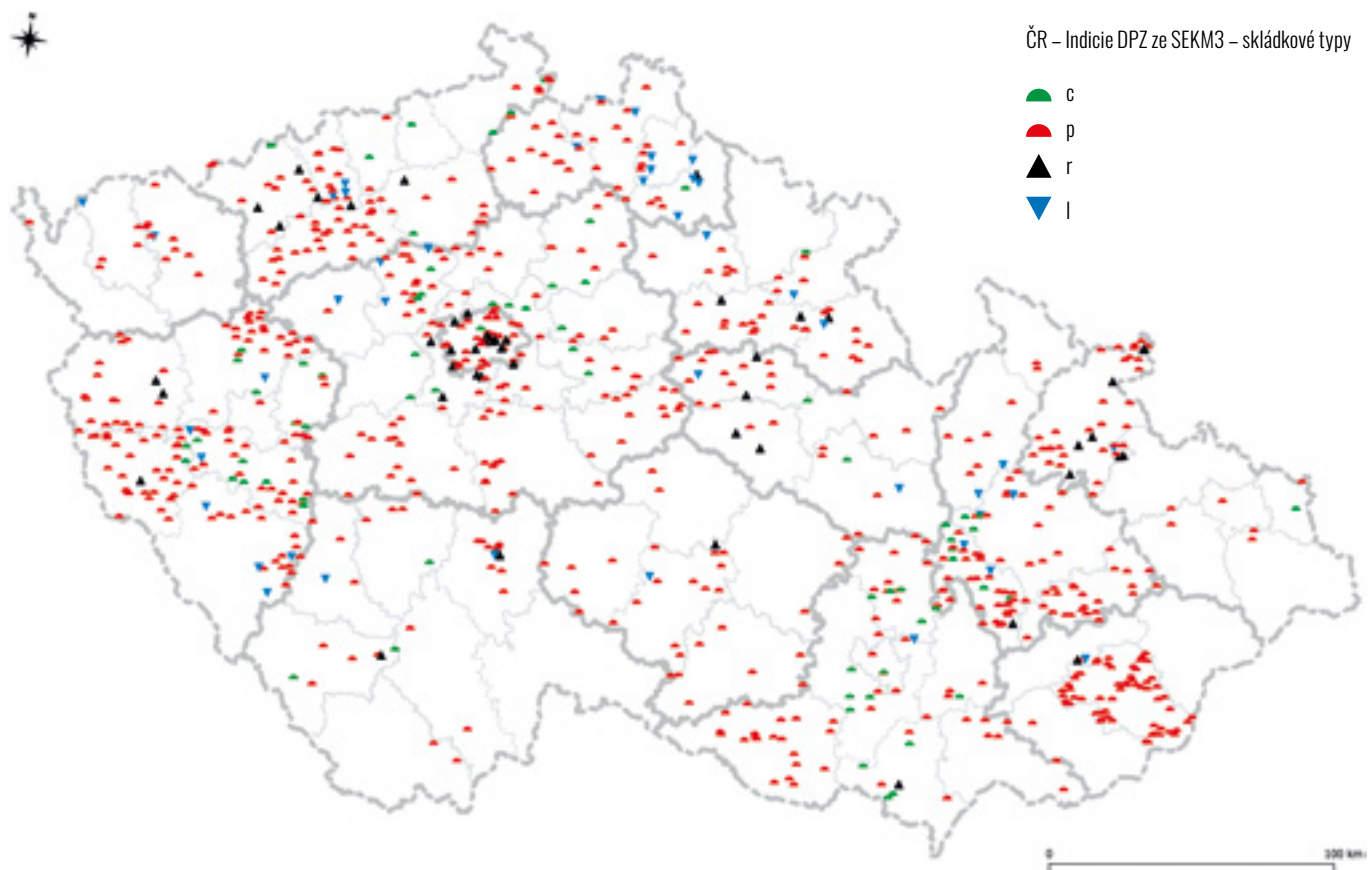 N
ČR – Indicie DPZ ze SEKM3 – skládkové typy
c
p
r
l
0
100 km